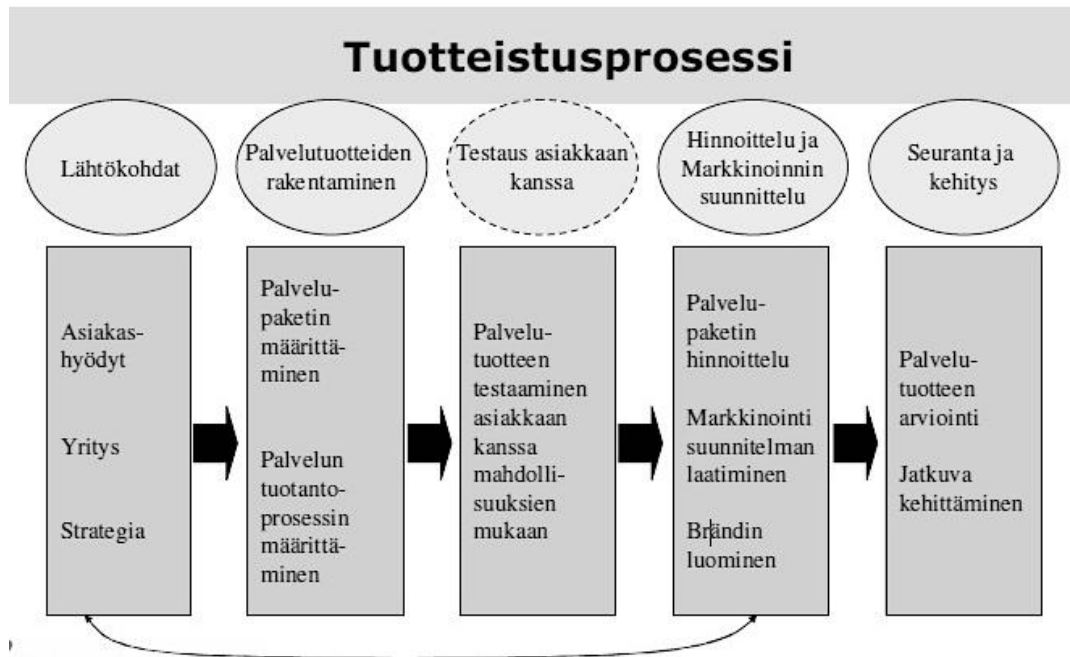 Tuotteistusprosessi
Lähtökohdat
Palvelutuotteiden
rakentaminen
Testaus asiakkaan
kanssa
Hinnoittelu ja
Markkinoinnin
suunnittelu
Seuranta ja
kehitys
Asiakas-
hyödyt
Yritys
Strategia
Palvelu-
paketin
määrittä-
minen
Palvelun
tuotanto-
prosessin
määrittä-
minen
Palvelu-
tuotteen
testaaminen
asiakkaan
kanssa
mahdolli-
suuksien
mukaan
Palvelu-
paketin
hinnoittelu
Markkinointi
suunnitelman
laatiminen
Brändin
luominen
Palvelu-
tuotteen
arviointi
Jatkuva
kehittäminen